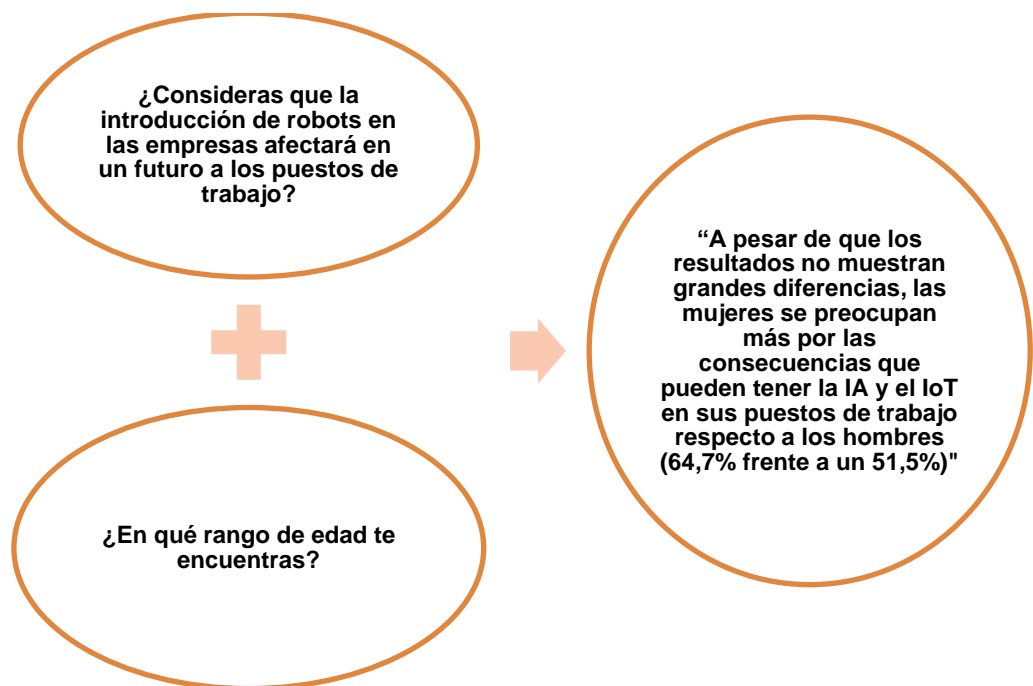 ¿Consideras que la
introducción de robots en
las empresas afectará en
un futuro a los puestos de
trabajo?
¿En qué rango de edad te
encuentras?
“A pesar de que los
resultados no muestran
grandes diferencias, las
mujeres se preocupan
más por las
consecuencias que
pueden tener la IA y el IoT
en sus puestos de trabajo
respecto a los hombres
(64,7% frente a un 51,5%)"